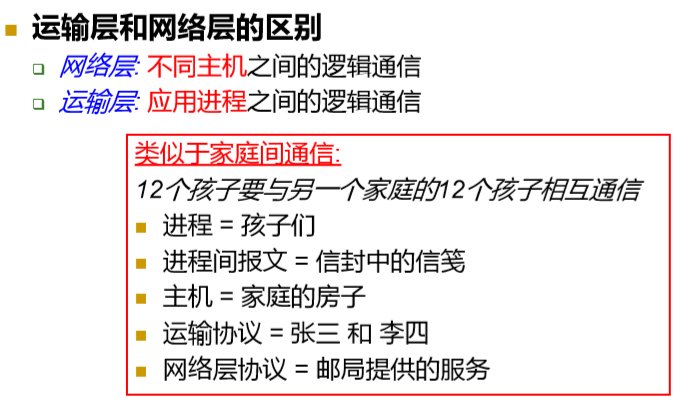 运输层和网络层的区别
网络层: 不同主机之间的逻辑通信
运输层: 应用进程之间的逻辑通信
类似于家庭间通信:
12个孩子要与另一个家庭的12个孩子相互通信
进程 = 孩子们
进程间报文 = 信封中的信笺
主机 = 家庭的房子
运输协议 = 张三 和 李四
网络层协议 = 邮局提供的服务